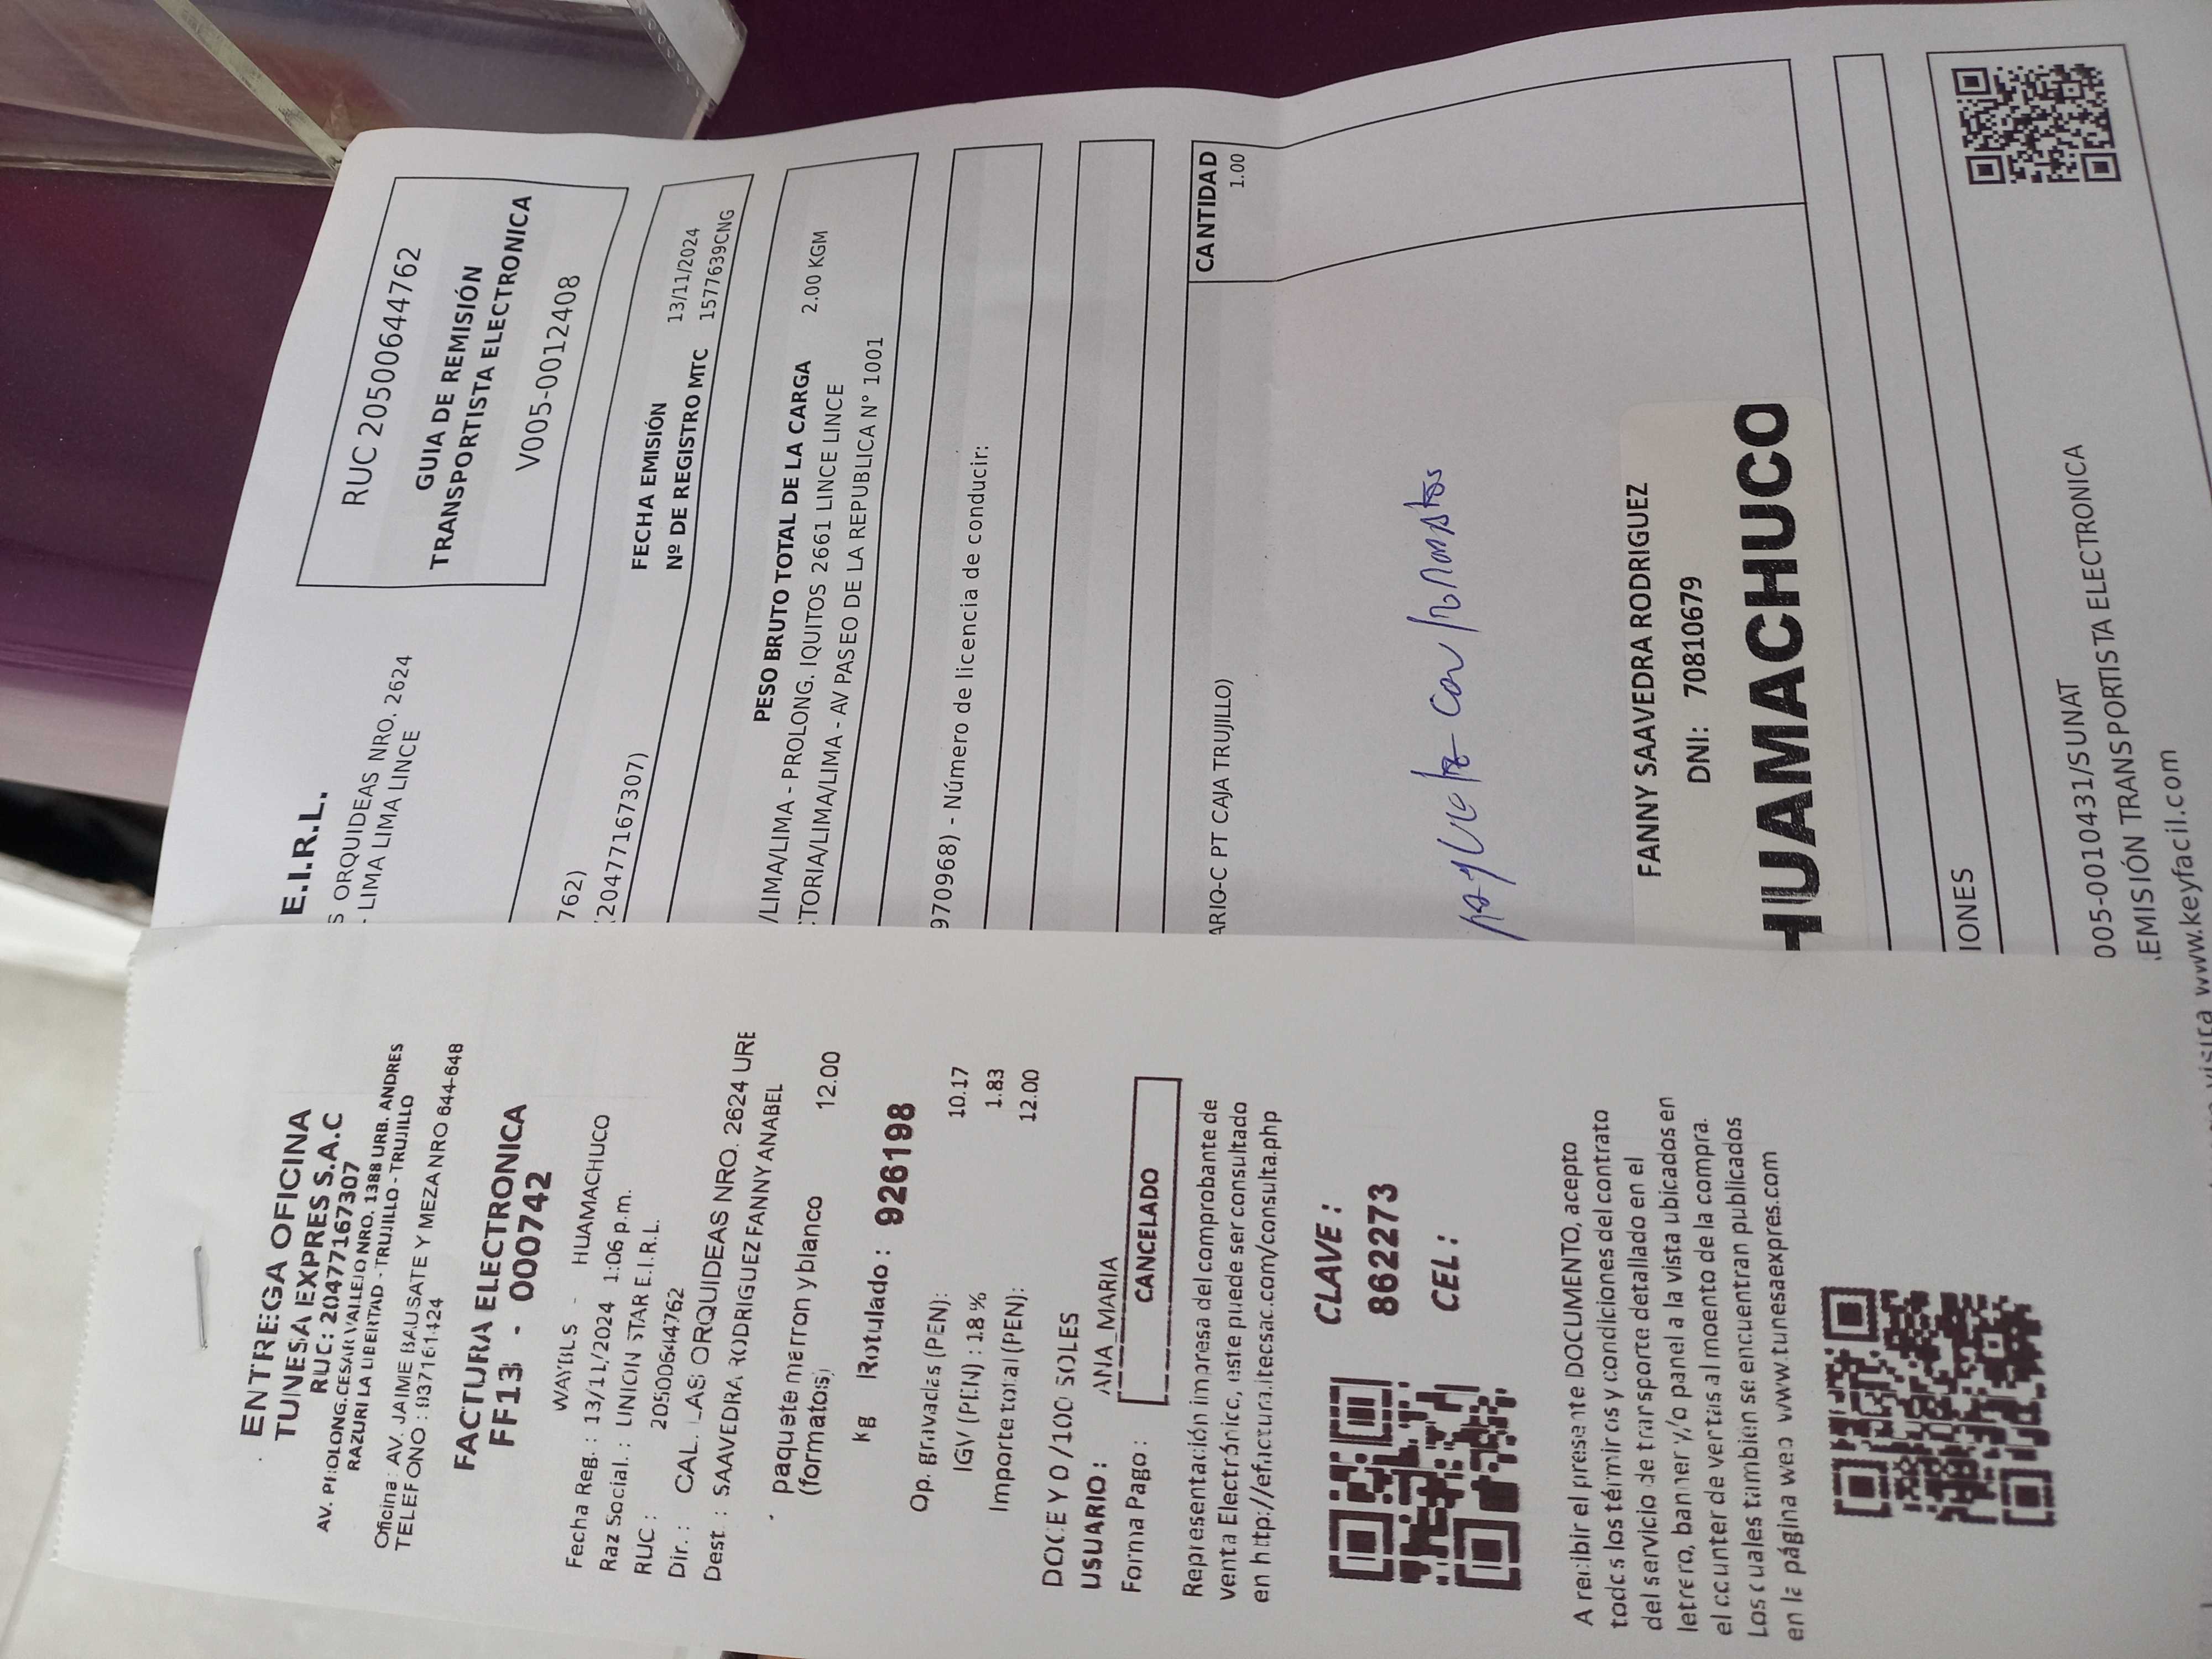 ENTREGA OFICINA
TUNESA EXPRES S.A.C
RUC : 20477167307
AV. PROLONG.CESAR VALLEJO NRO. 1388 URB. ANDRES
RAZURI LA LIBERTAD - TRUJILLO - TRUJILLO
Oficina : AV. JAIME BAUSATE Y MEZA NRO 644-648
TELEFONO : 937161424
FACTURA ELECTRONICA
FF13 - 000742
WAYBLS - HUAMACHUCO
Fecha Reg. : 13/11/2024 1:06 p.m.
Raz Social. : UNION STAR E.I.R.L.
RUC : 20500644762
Dir. : CAL. LAS ORQUIDEAS NRO. 2624 URB
Dest. : SAAVEDRA RODRIGUEZ FANNY ANABEL
paquete marron y blanco 12.00
(formatos)
kg Rotulado : 926198
Op. gravadas (PEN): 10.17
IGV (PEN) : 18 % 1.83
Importe total (PEN): 12.00
DOCE Y 0/100 SOLES
USUARIO : ANA_MARIA
Forma Pago : CANCELADO
Representación impresa del comprobante de
venta Electrónico, este puede ser consultado
en http://efactura.itecsac.com/consulta.php
CLAVE :
862273
CEL :
A recibir el presente DOCUMENTO, acepto
todos los términos y condiciones del contrato
del servicio de transporte detallado en el
letrero, banner y/o panel a la vista ubicados en
el counter de ventas al moento de la compra.
Los cuales tambien se encuentran publicados
en la página web www.tunesaexpres.com
E.I.R.L.
S ORQUIDEAS NRO. 2624
- LIMA LIMA LINCE
RUC 20500644762
GUIA DE REMISIÓN
TRANSPORTISTA ELECTRONICA
V005-0012408
762)
20477167307)
FECHA EMISIÓN 13/11/2024
Nº DE REGISTRO MTC 1577639CNG
PESO BRUTO TOTAL DE LA CARGA 2.00 KGM
/LIMA/LIMA - PROLONG. IQUITOS 2661 LINCE LINCE
TORIA/LIMA/LIMA - AV PASEO DE LA REPUBLICA N° 1001
970968) - Número de licencia de conducir:
CANTIDAD
ARIO-C PT CAJA TRUJILLO) 1.00
con
FANNY SAAVEDRA RODRIGUEZ
DNI: 70810679
HUAMACHUCO
IONES
005-00010431/SUNAT
EMISIÓN TRANSPORTISTA ELECTRONICA
visita www.keyfacil.com